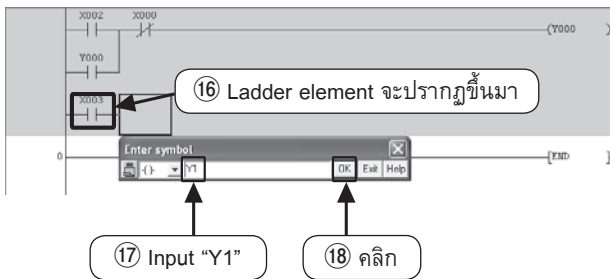 X002 X000
(Y000 )
Y000
⑯ Ladder element จะปรากฏขึ้นมา
X003
Enter symbol
0
[END ]
-( )- Y1 OK Exit Help
⑰ Input “Y1”
⑱ คลิก